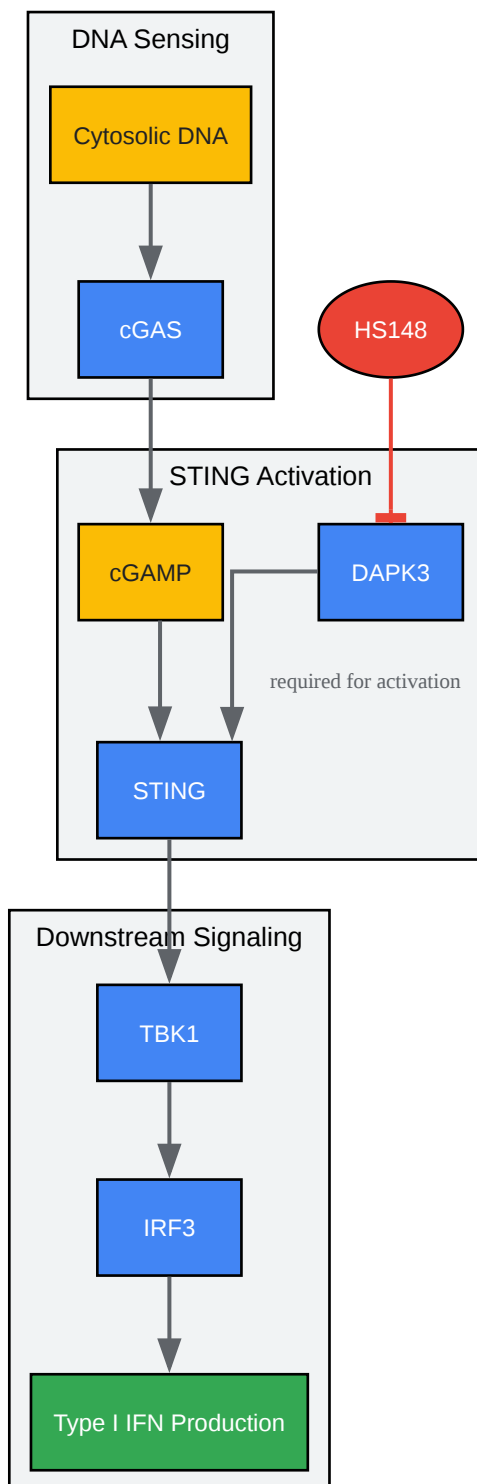 DNA Sensing
Cytosolic DNA
cGAS
HS148
STING Activation
cGAMP
DAPK3
required for activation
STING
Downstream Signaling
TBK1
IRF3
Type I IFN Production